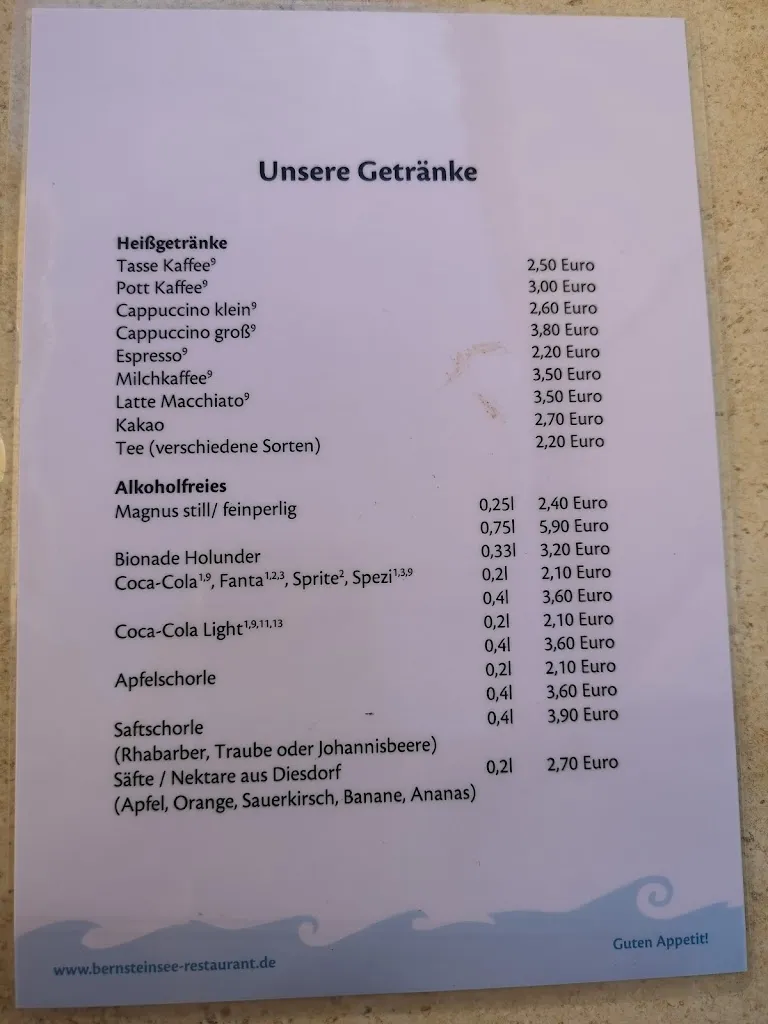 Unsere Getränke
Heißgetränke
Tasse Kaffee⁹ 2,50 Euro
Pott Kaffee⁹ 3,00 Euro
Cappuccino klein⁹ 2,60 Euro
Cappuccino groß⁹ 3,80 Euro
Espresso⁹ 2,20 Euro
Milchkaffee⁹ 3,50 Euro
Latte Macchiato⁹ 3,50 Euro
Kakao 2,70 Euro
Tee (verschiedene Sorten) 2,20 Euro
Alkoholfreies
Magnus still/ feinperlig 0,25l 2,40 Euro
0,75l 5,90 Euro
Bionade Holunder 0,33l 3,20 Euro
Coca-Cola¹,⁹, Fanta¹,²,³, Sprite², Spezi¹,³,⁹ 0,2l 2,10 Euro
0,4l 3,60 Euro
Coca-Cola Light¹,⁹,¹¹,¹³ 0,2l 2,10 Euro
0,4l 3,60 Euro
Apfelschorle 0,2l 2,10 Euro
0,4l 3,60 Euro
Saftschorle 0,4l 3,90 Euro
(Rhabarber, Traube oder Johannisbeere)
Säfte / Nektare aus Diesdorf 0,2l 2,70 Euro
(Apfel, Orange, Sauerkirsch, Banane, Ananas)
www.bernsteinsee-restaurant.de Guten Appetit!